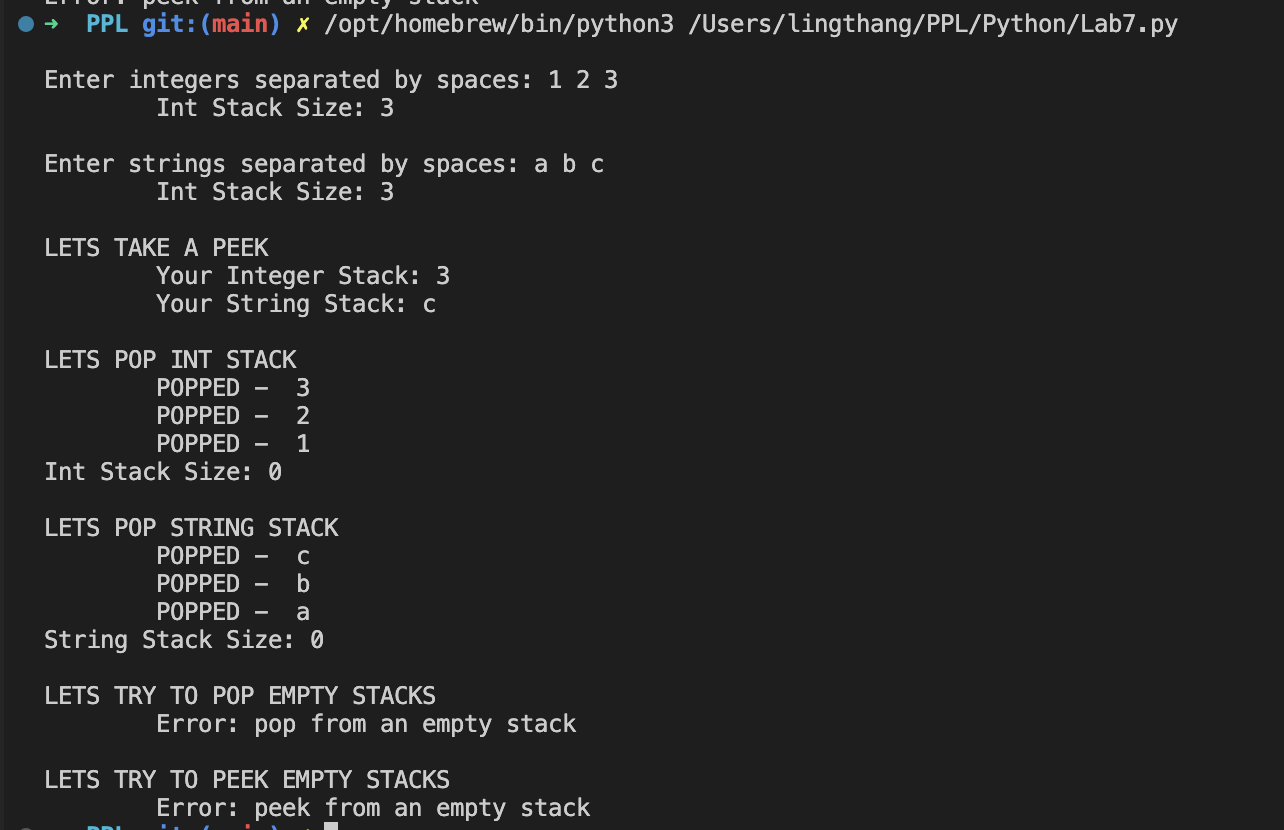 Error: peek from an empty stack
➜ PPL git:(main) ✗ /opt/homebrew/bin/python3 /Users/lingthang/PPL/Python/Lab7.py
Enter integers separated by spaces: 1 2 3
Int Stack Size: 3
Enter strings separated by spaces: a b c
Int Stack Size: 3
LETS TAKE A PEEK
Your Integer Stack: 3
Your String Stack: c
LETS POP INT STACK
POPPED – 3
POPPED – 2
POPPED – 1
Int Stack Size: 0
LETS POP STRING STACK
POPPED – c
POPPED – b
POPPED – a
String Stack Size: 0
LETS TRY TO POP EMPTY STACKS
Error: pop from an empty stack
LETS TRY TO PEEK EMPTY STACKS
Error: peek from an empty stack